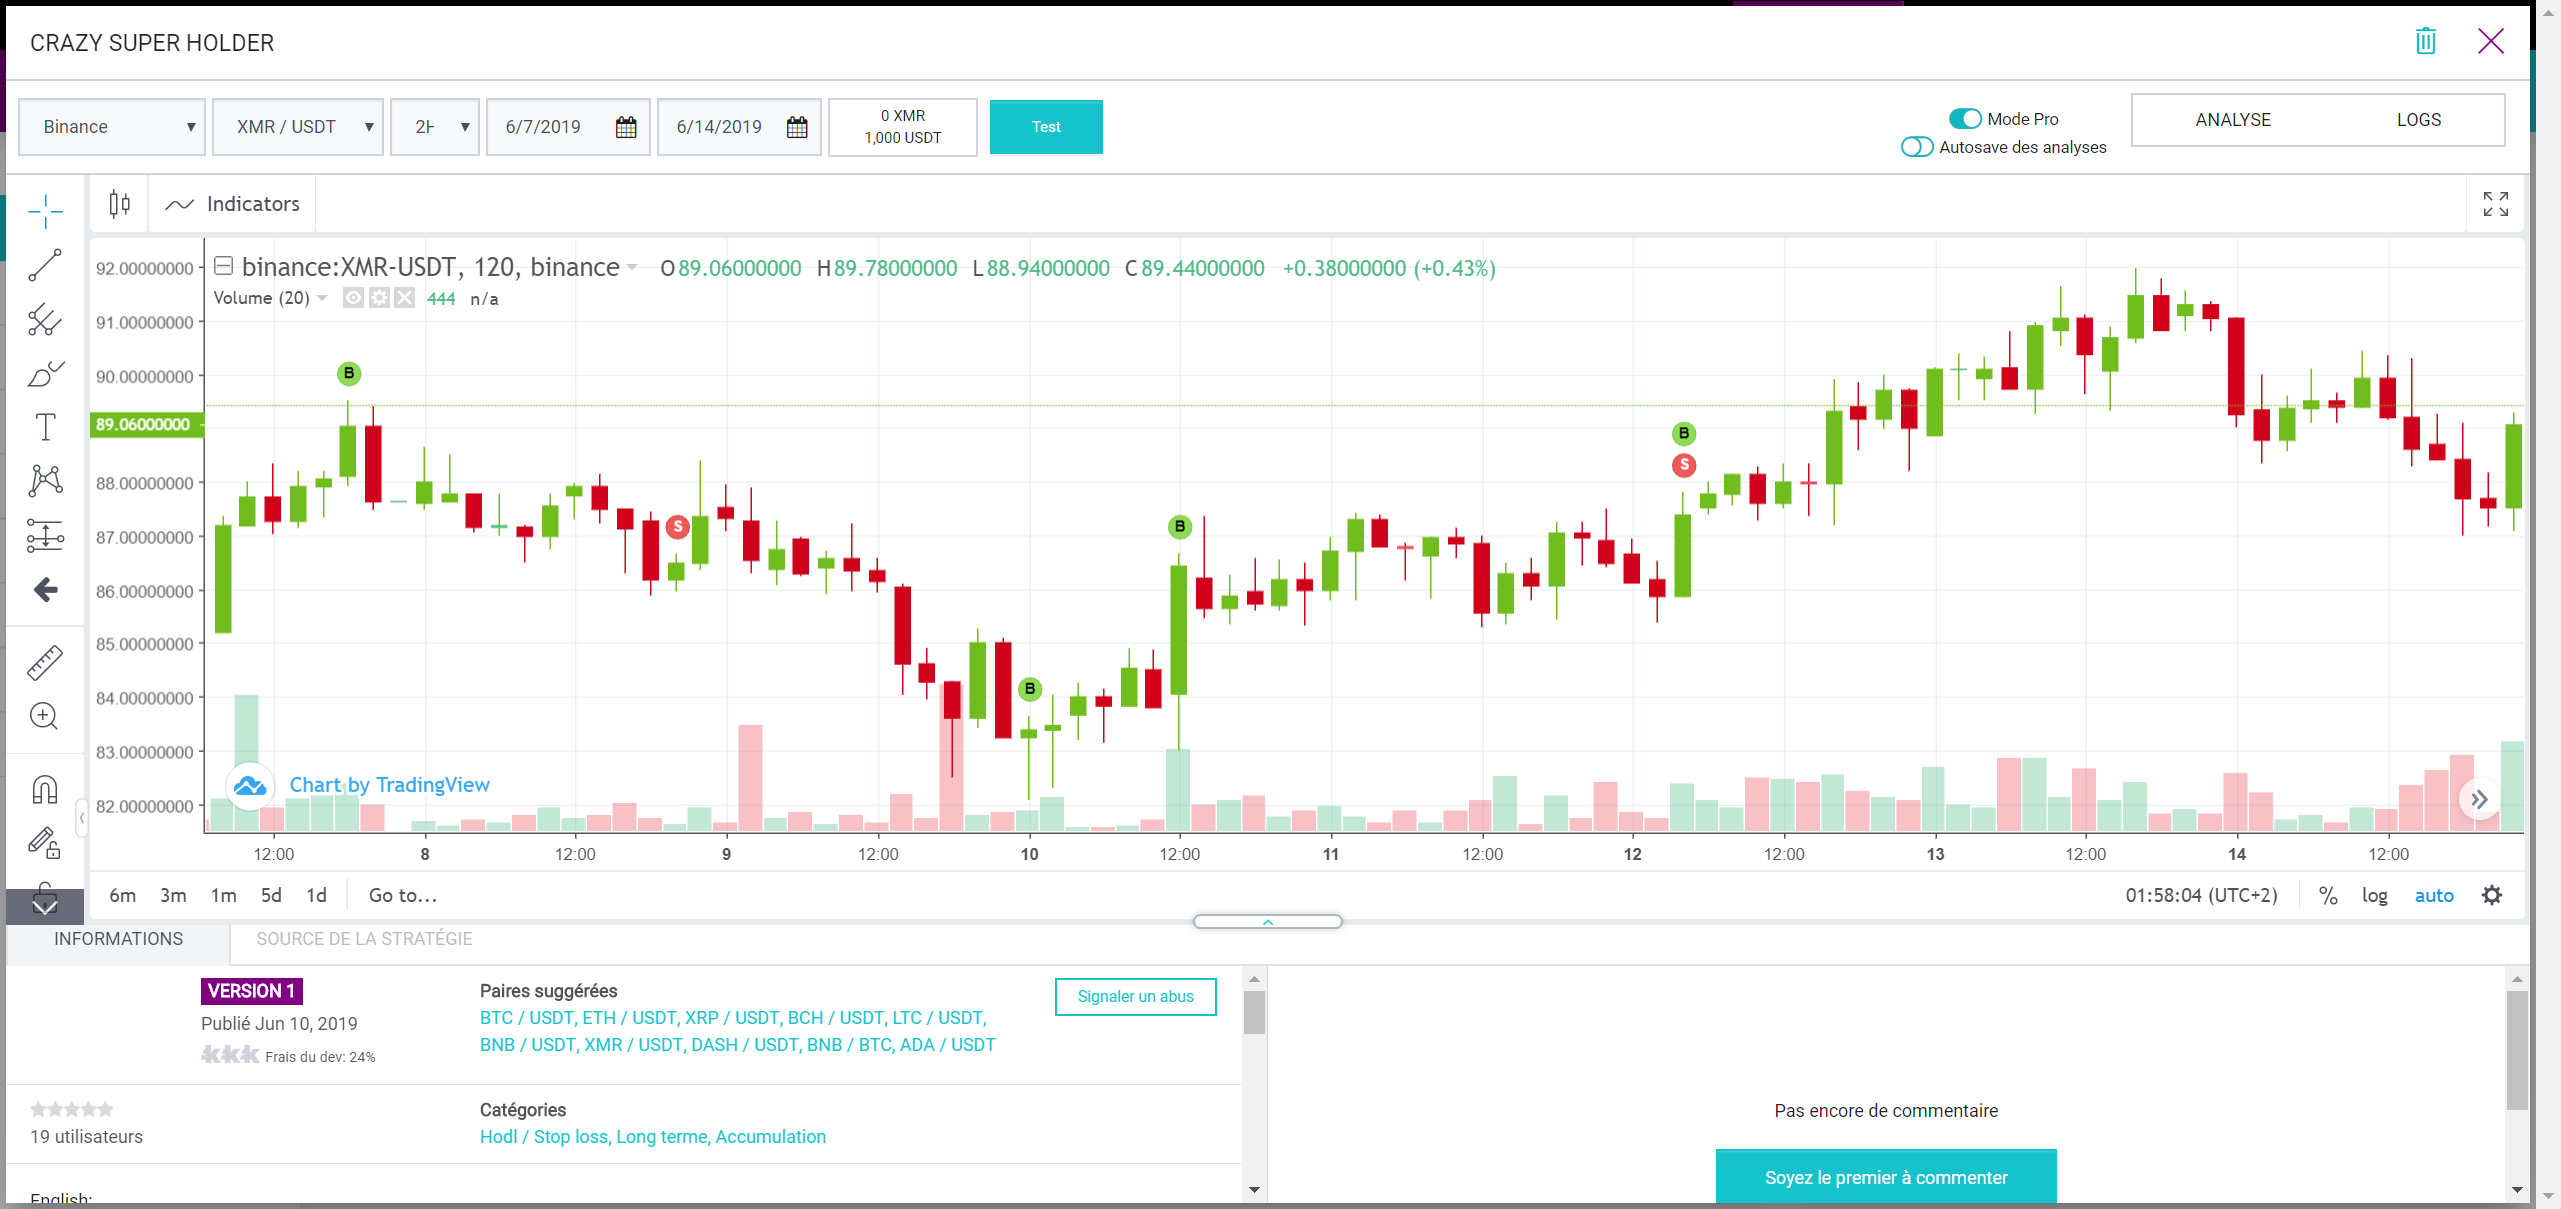 CRAZY SUPER HOLDER
Binance
XMR / USDT
2H
6/7/2019
6/14/2019
0 XMR
1,000 USDT
Test
Mode Pro
Autosave des analyses
ANALYSE
LOGS
Indicators
binance:XMR-USDT, 120, binance O 89.06000000 H 89.78000000 L 88.94000000 C 89.44000000 +0.38000000 (+0.43%)
Volume (20) 444 n/a
92.00000000
91.00000000
90.00000000
89.06000000
88.00000000
87.00000000
86.00000000
85.00000000
84.00000000
83.00000000
82.00000000
B
S
B
B
B
S
Chart by TradingView
12:00 8 12:00 9 12:00 10 12:00 11 12:00 12 12:00 13 12:00 14 12:00
6m 3m 1m 5d 1d Go to...
01:58:04 (UTC+2) % log auto
INFORMATIONS
SOURCE DE LA STRATÉGIE
VERSION 1
Publié Jun 10, 2019
Frais du dev: 24%
Paires suggérées
BTC / USDT, ETH / USDT, XRP / USDT, BCH / USDT, LTC / USDT,
BNB / USDT, XMR / USDT, DASH / USDT, BNB / BTC, ADA / USDT
Signaler un abus
19 utilisateurs
Catégories
Hodl / Stop loss, Long terme, Accumulation
English:
Pas encore de commentaire
Soyez le premier à commenter